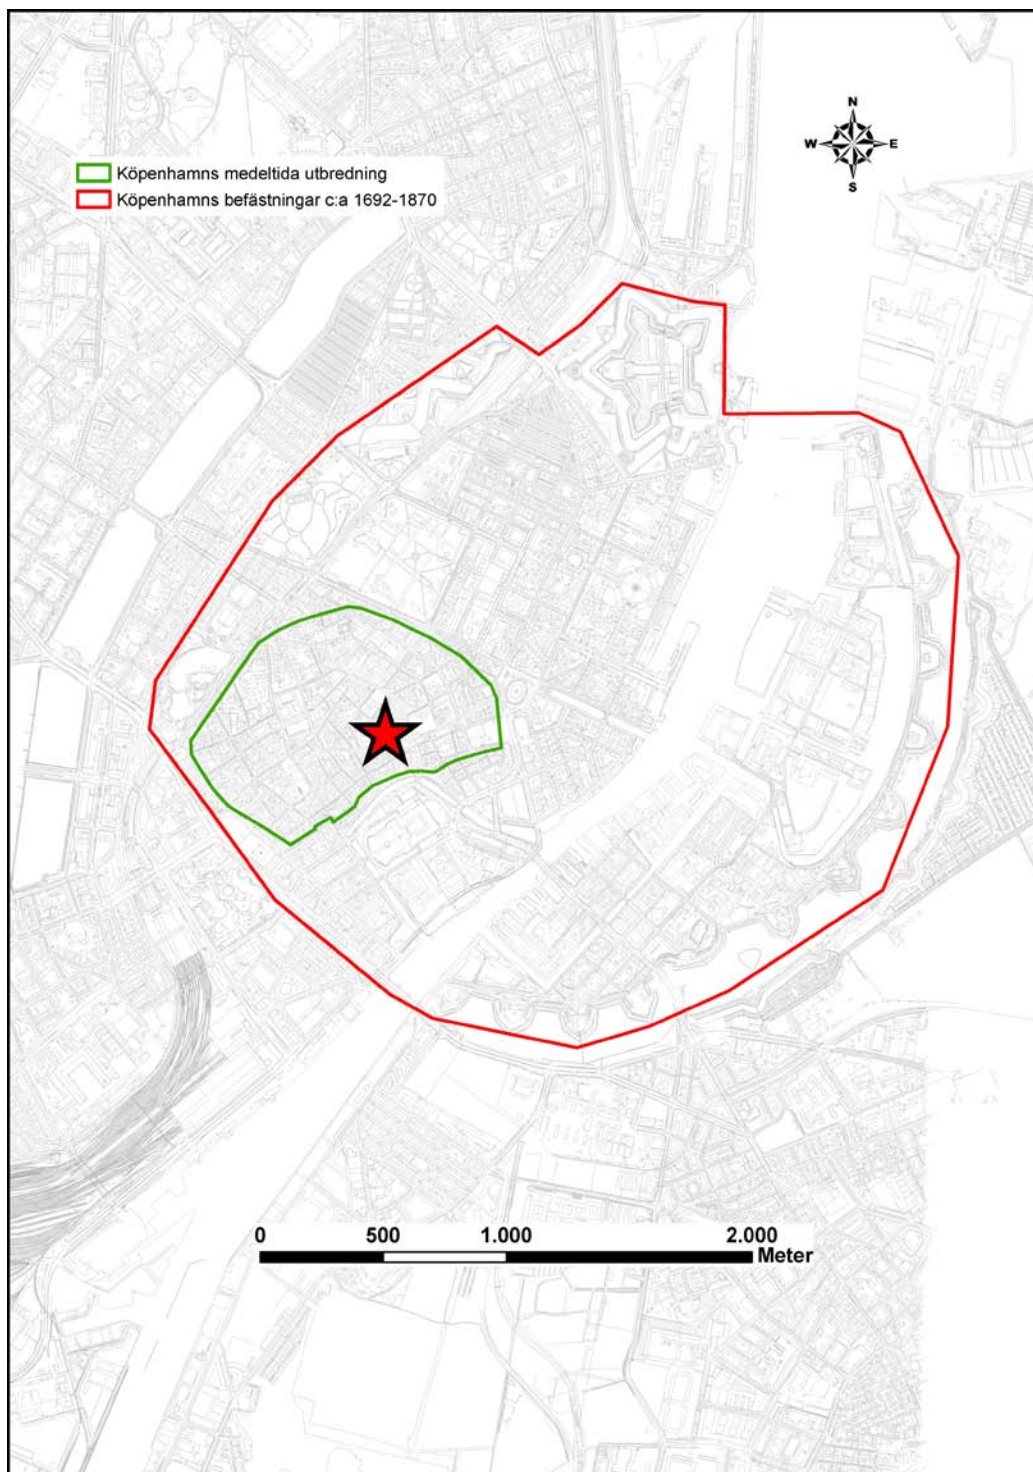 N
W E
S
Köpenhamns medeltida utbredning
Köpenhamns befästningar c:a 1692-1870
0 500 1.000 2.000
Meter